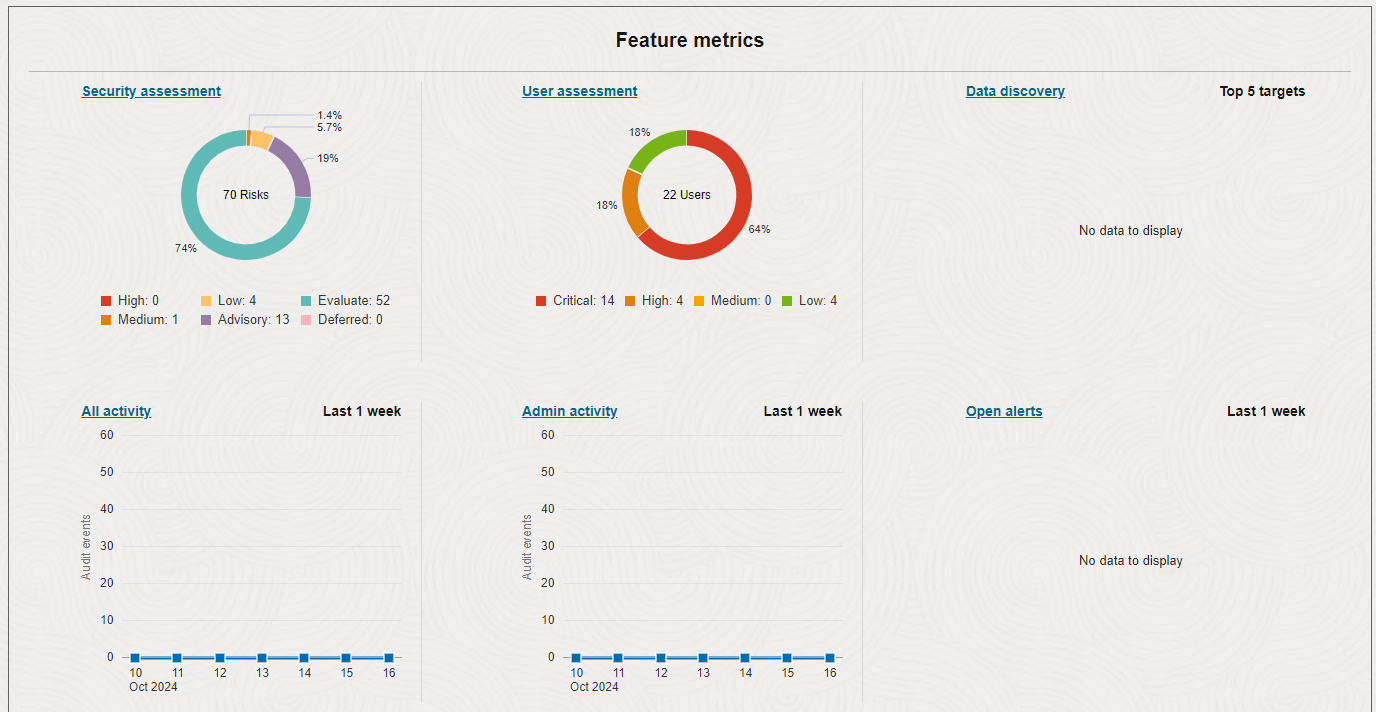 Feature metrics
Security assessment
1.4%
5.7%
19%
70 Risks
74%
High: 0
Low: 4
Evaluate: 52
Medium: 1
Advisory: 13
Deferred: 0
User assessment
18%
22 Users
18%
64%
Critical: 14
High: 4
Medium: 0
Low: 4
Data discovery
Top 5 targets
No data to display
All activity
Last 1 week
60
50
40
30
20
10
0
Audit events
10
11
12
13
14
15
16
Oct 2024
Admin activity
Last 1 week
60
50
40
30
20
10
0
Audit events
10
11
12
13
14
15
16
Oct 2024
Open alerts
Last 1 week
No data to display